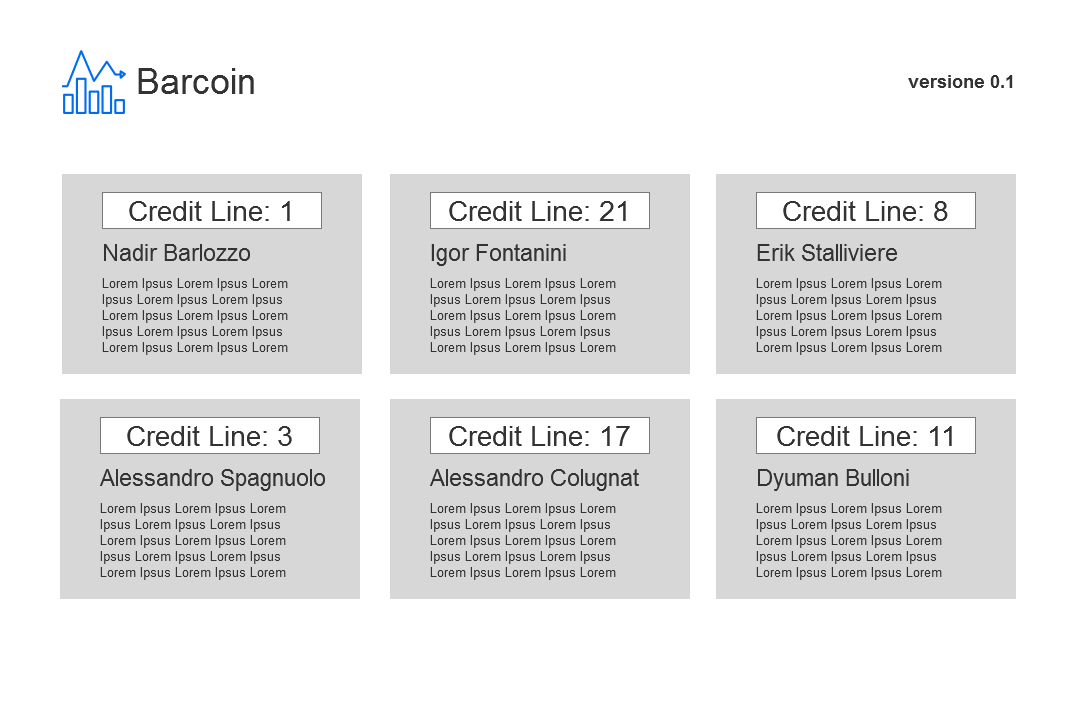 Barcoin
versione 0.1
Credit Line: 1
Nadir Barlozzo
Lorem Ipsus Lorem Ipsus Lorem
Ipsus Lorem Ipsus Lorem Ipsus
Lorem Ipsus Lorem Ipsus Lorem
Ipsus Lorem Ipsus Lorem Ipsus
Lorem Ipsus Lorem Ipsus Lorem
Credit Line: 21
Igor Fontanini
Lorem Ipsus Lorem Ipsus Lorem
Ipsus Lorem Ipsus Lorem Ipsus
Lorem Ipsus Lorem Ipsus Lorem
Ipsus Lorem Ipsus Lorem Ipsus
Lorem Ipsus Lorem Ipsus Lorem
Credit Line: 8
Erik Stalliviere
Lorem Ipsus Lorem Ipsus Lorem
Ipsus Lorem Ipsus Lorem Ipsus
Lorem Ipsus Lorem Ipsus Lorem
Ipsus Lorem Ipsus Lorem Ipsus
Lorem Ipsus Lorem Ipsus Lorem
Credit Line: 3
Alessandro Spagnuolo
Lorem Ipsus Lorem Ipsus Lorem
Ipsus Lorem Ipsus Lorem Ipsus
Lorem Ipsus Lorem Ipsus Lorem
Ipsus Lorem Ipsus Lorem Ipsus
Lorem Ipsus Lorem Ipsus Lorem
Credit Line: 17
Alessandro Colugnat
Lorem Ipsus Lorem Ipsus Lorem
Ipsus Lorem Ipsus Lorem Ipsus
Lorem Ipsus Lorem Ipsus Lorem
Ipsus Lorem Ipsus Lorem Ipsus
Lorem Ipsus Lorem Ipsus Lorem
Credit Line: 11
Dyuman Bulloni
Lorem Ipsus Lorem Ipsus Lorem
Ipsus Lorem Ipsus Lorem Ipsus
Lorem Ipsus Lorem Ipsus Lorem
Ipsus Lorem Ipsus Lorem Ipsus
Lorem Ipsus Lorem Ipsus Lorem